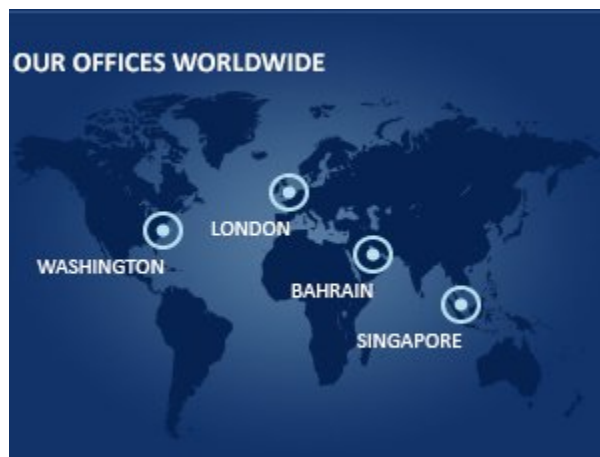 OUR OFFICES WORLDWIDE
LONDON
WASHINGTON
BAHRAIN
SINGAPORE